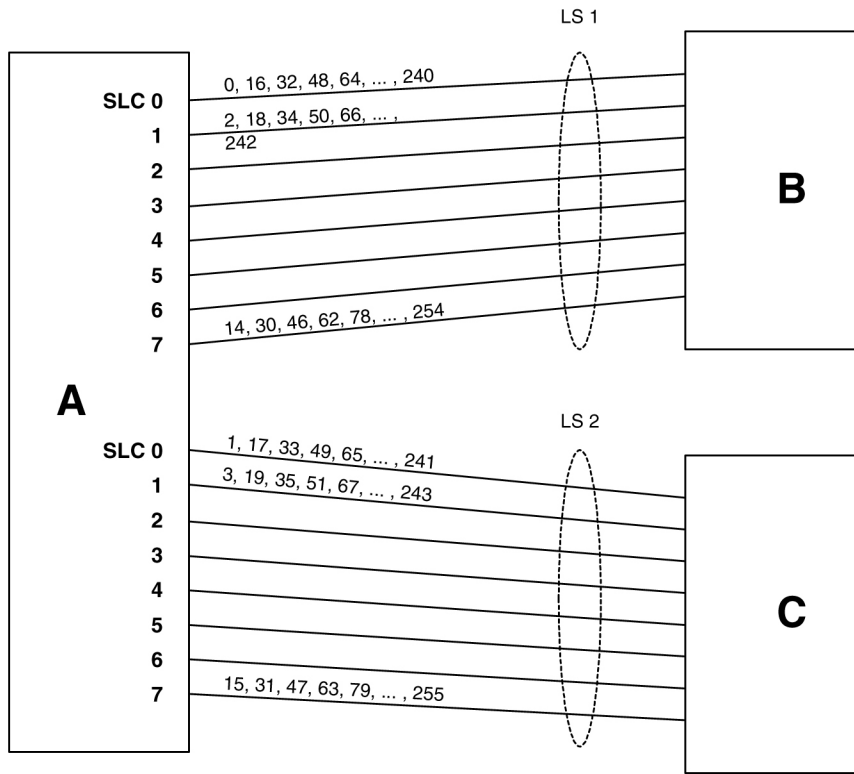 LS 1
0, 16, 32, 48, 64, ... , 240
SLC 0
2, 18, 34, 50, 66, ... ,
242
1
2
3
4
5
6
14, 30, 46, 62, 78, ... , 254
7
B
A
LS 2
SLC 0
1, 17, 33, 49, 65, ... , 241
1
3, 19, 35, 51, 67, ... , 243
2
3
4
5
6
7
15, 31, 47, 63, 79, ... , 255
C